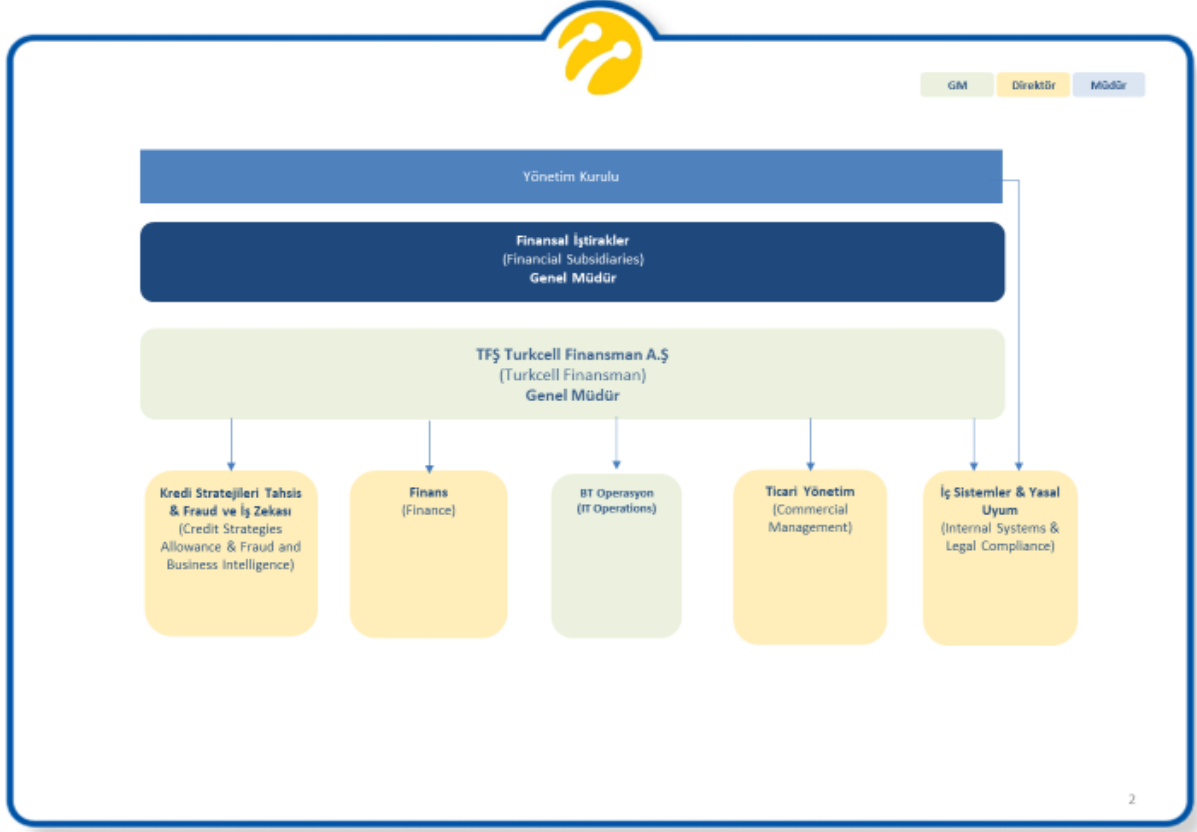 GM
Direktör
Müdür
Yönetim Kurulu
Finansal İştirakler
(Financial Subsidiaries)
Genel Müdür
TFŞ Turkcell Finansman A.Ş
(Turkcell Finansman)
Genel Müdür
Kredi Stratejileri Tahsis
& Fraud ve İş Zekası
(Credit Strategies
Allowance & Fraud and
Business Intelligence)
Finans
(Finance)
BT Operasyon
(IT Operations)
Ticari Yönetim
(Commercial
Management)
İç Sistemler & Yasal
Uyum
(Internal Systems &
Legal Compliance)
2